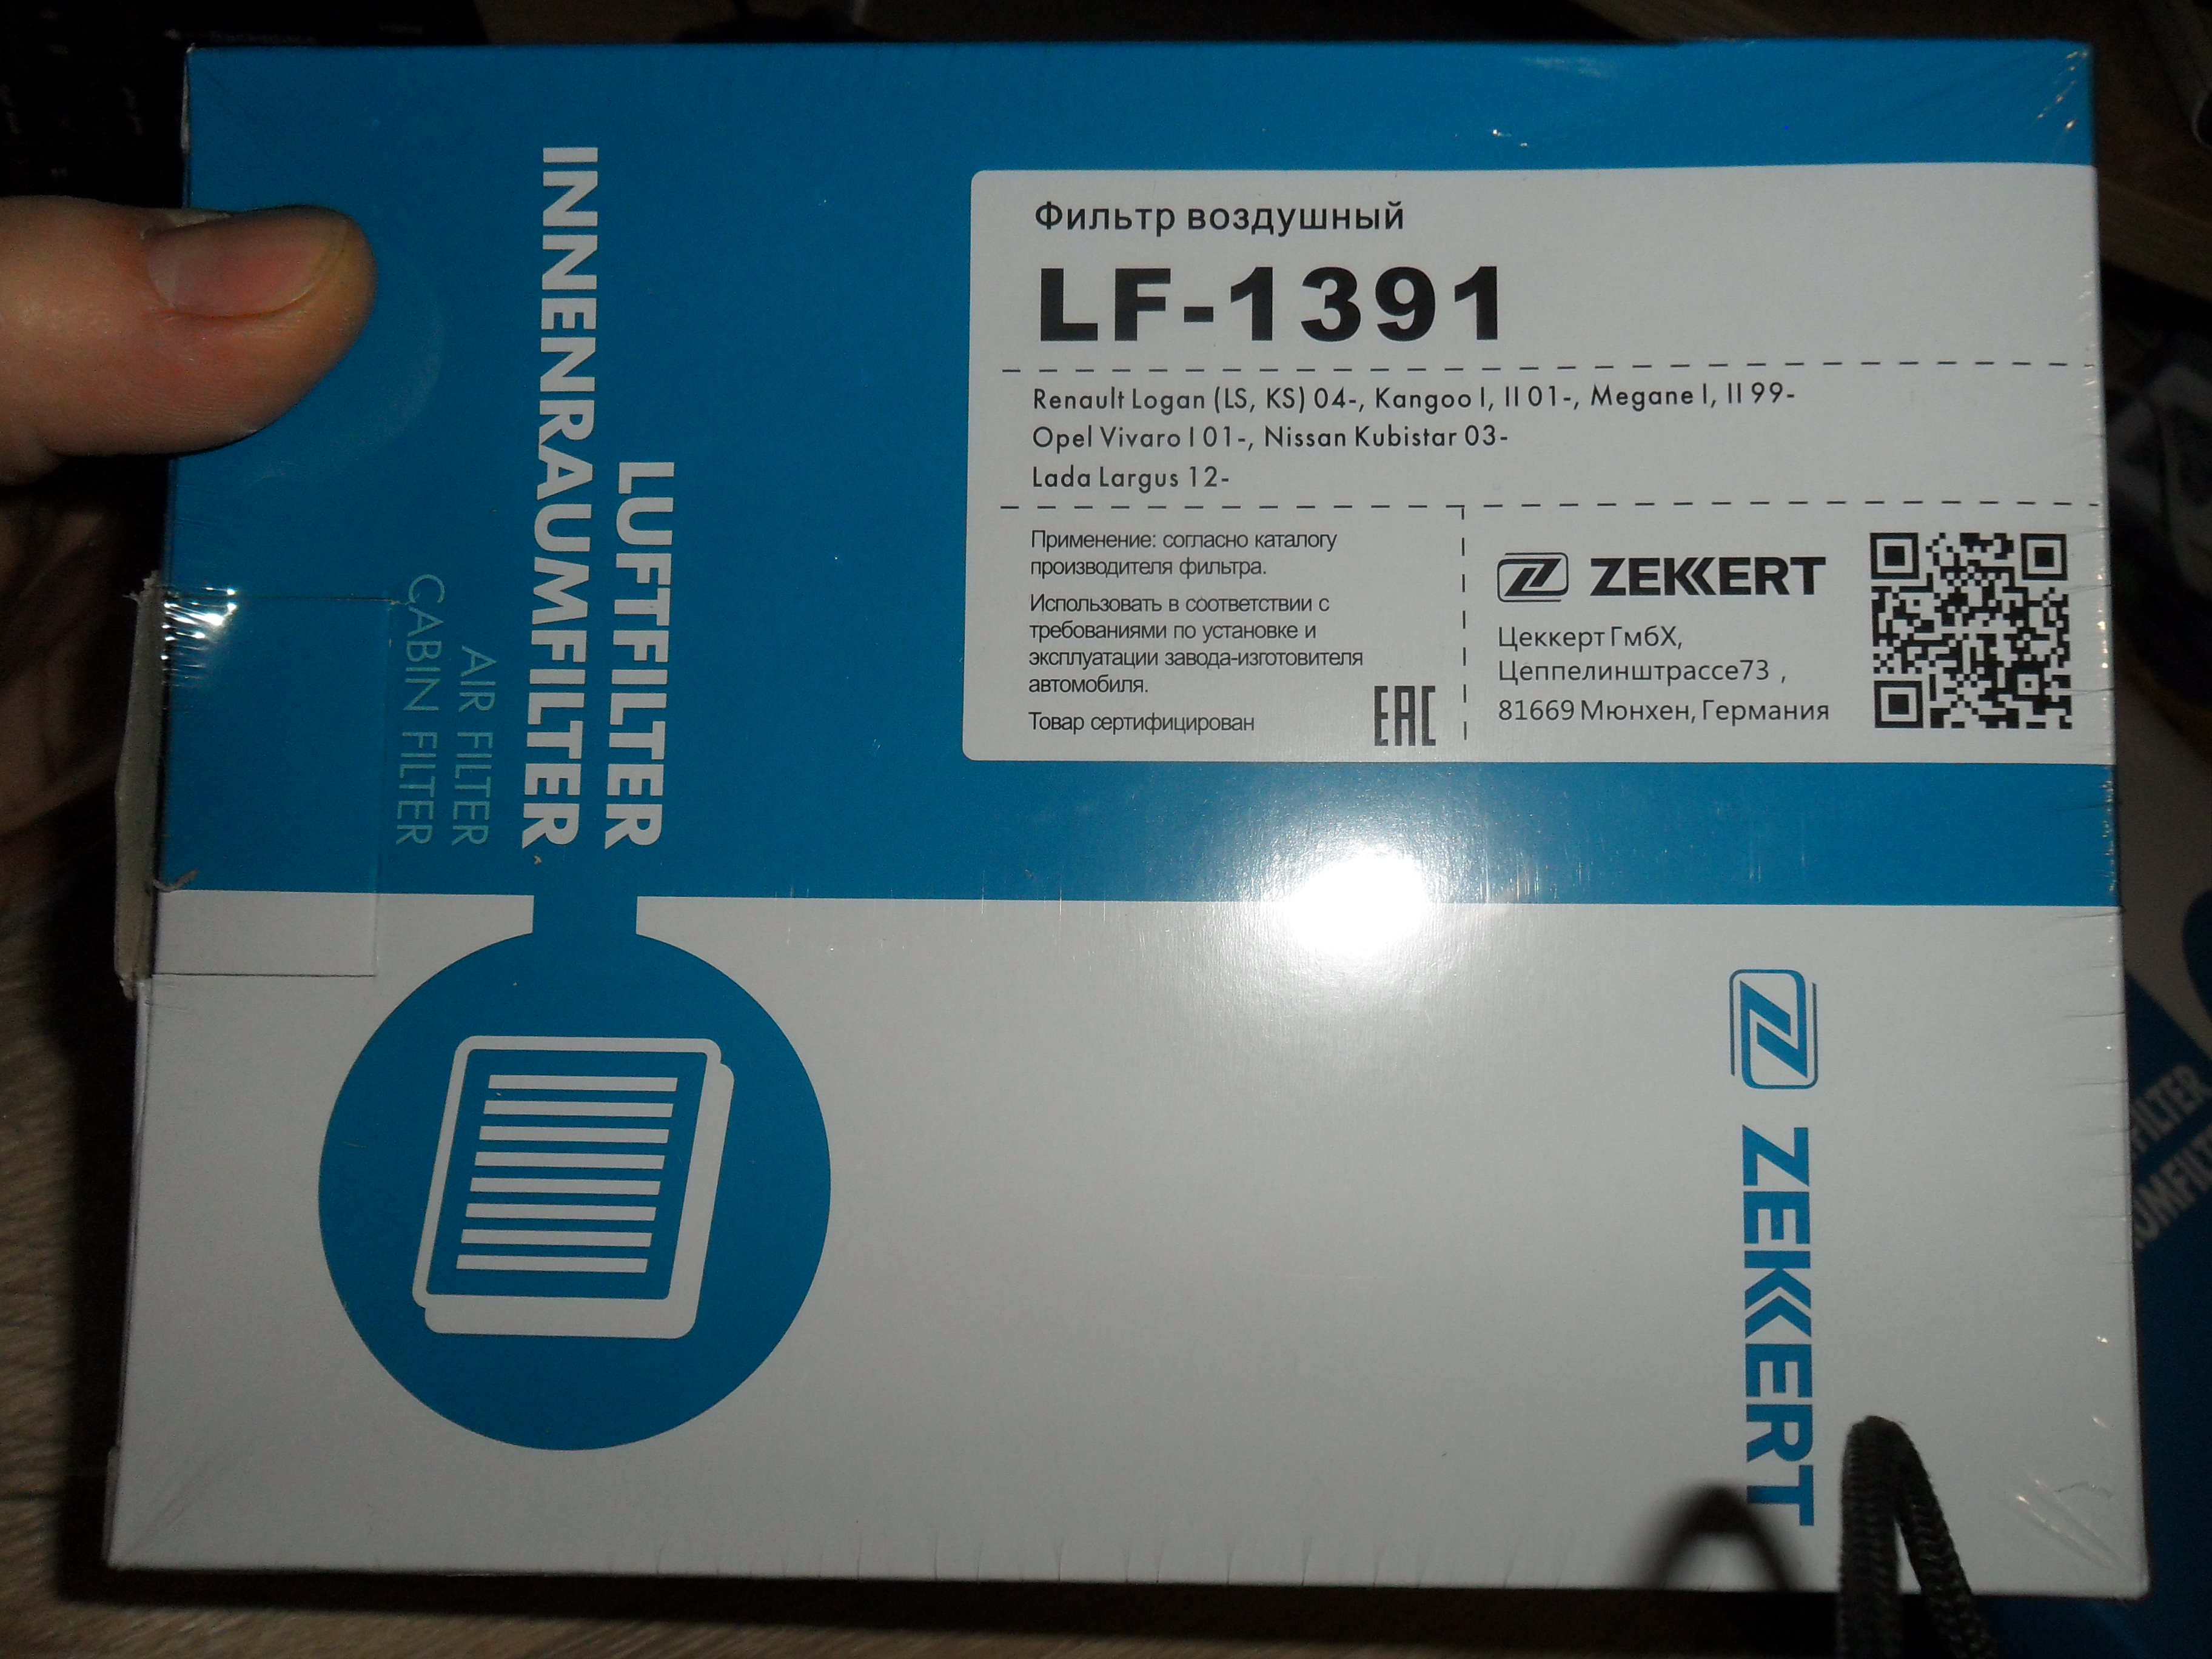 Фильтр воздушный
LF-1391
Renault Logan (LS, KS) 04-, Kangoo I, II 01-, Megane I, II 99-
Opel Vivaro I 01-, Nissan Kubistar 03-
Lada Largus 12-
Применение: согласно каталогу
производителя фильтра.
Использовать в соответствии с
требованиями по установке и
эксплуатации завода-изготовителя
автомобиля.
Товар сертифицирован
EAC
ZEKKERT
Цеккерт ГмбХ,
Цеппелинштрассе73 ,
81669 Мюнхен, Германия
LUFTFILTER
INNENRAUMFILTER
AIR FILTER
CABIN FILTER
ZEKKERT